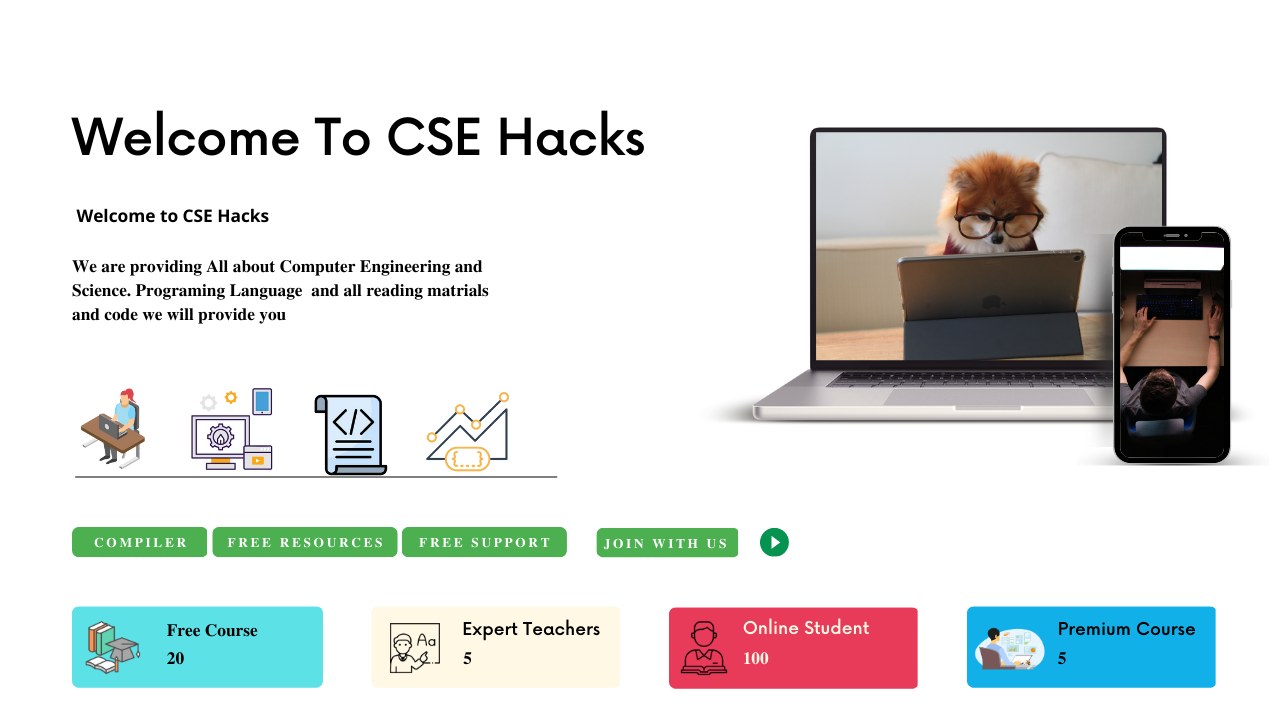 Welcome To CSE Hacks
Welcome to CSE Hacks
We are providing All about Computer Engineering and
Science. Programing Language  and all reading matrials
and code we will provide you
COMPILER
FREE RESOURCES
FREE SUPPORT
JOIN WITH US
Free Course
20
Aa
Expert Teachers
5
Online Student
100
Premium Course
5